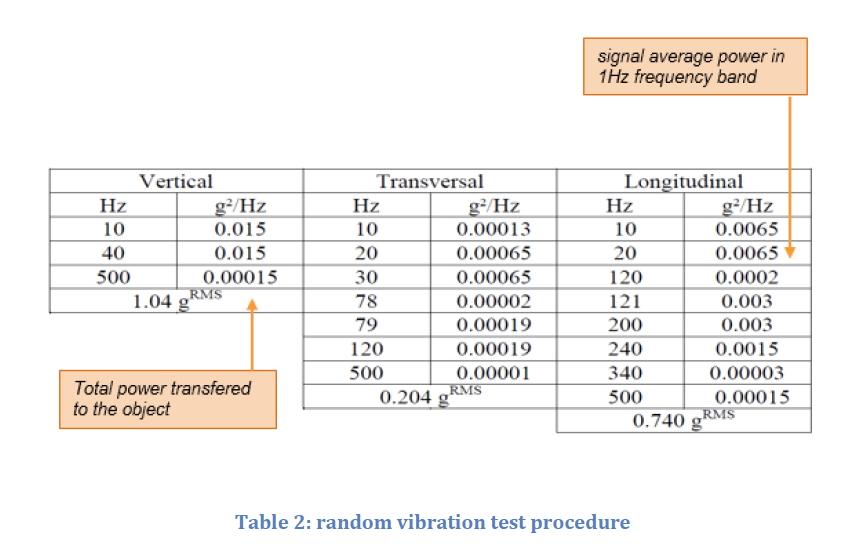 signal average power in
1Hz frequency band
Vertical Transversal Longitudinal
Hz g²/Hz Hz g²/Hz Hz g²/Hz
10 0.015 10 0.00013 10 0.0065
40 0.015 20 0.00065 20 0.0065
500 0.00015 30 0.00065 120 0.0002
1.04 gRMS 78 0.00002 121 0.003
79 0.00019 200 0.003
120 0.00019 240 0.0015
500 0.00001 340 0.00003
0.204 gRMS 500 0.00015
0.740 gRMS
Total power transfered
to the object
Table 2: random vibration test procedure